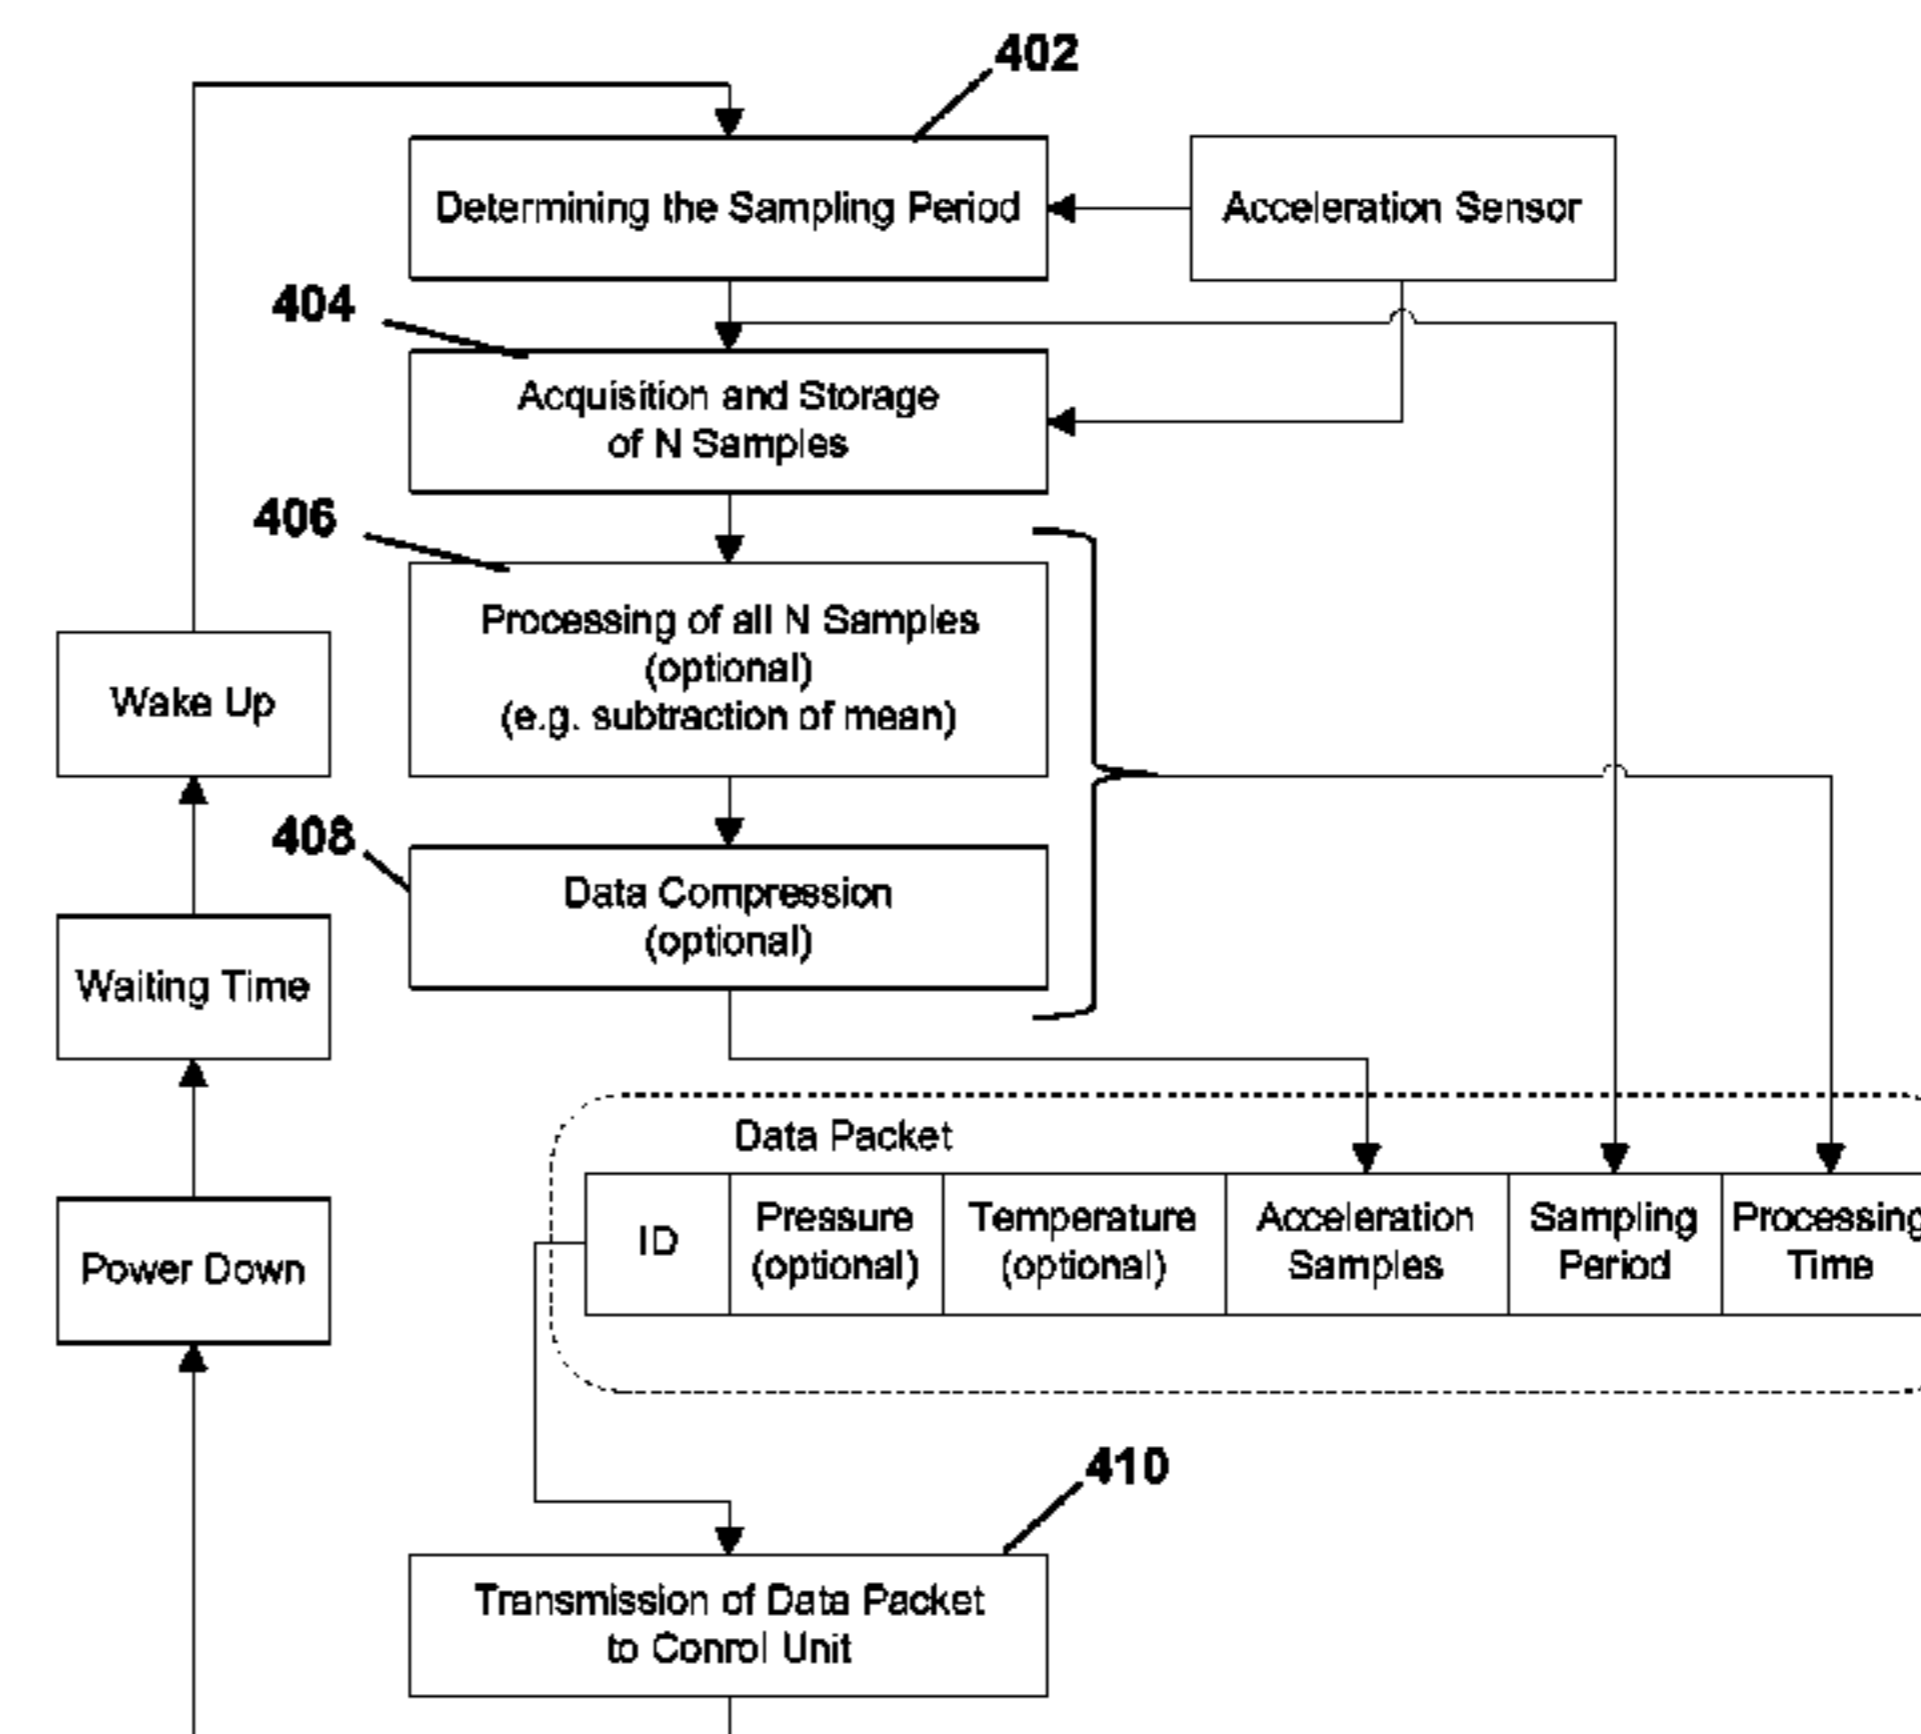 402
Determining the Sampling Period
Acceleration Sensor
404
Acquisition and Storage
of N Samples
406
Processing of all N Samples
(optional)
(e.g. subtraction of mean)
Wake Up
408
Data Compression
(optional)
Waiting Time
Data Packet
ID
Pressure
(optional)
Temperature
(optional)
Acceleration
Samples
Sampling
Period
Processing
Time
Power Down
410
Transmission of Data Packet
to Conrol Unit